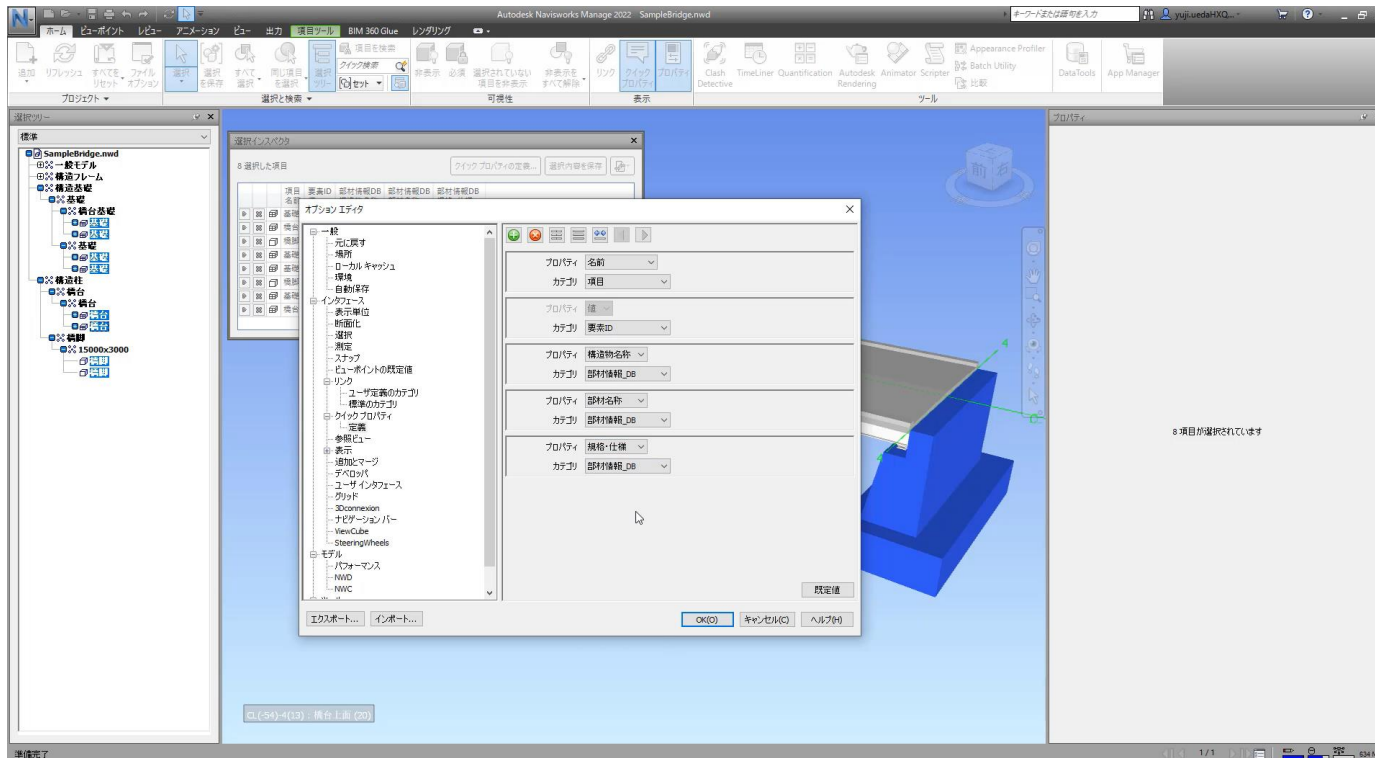 Autodesk Navisworks Manage 2022 SampleBridge.nwd
キーワードまたは語句を入力
yuji.uedaHXQ...
ホーム ビューポイント レビュー アニメーション ビュー 出力 項目ツール BIM 360 Glue レンダリング
追加 リフレッシュ すべてをリセット ファイル オプション 選択 選択を保存 すべて選択 同じ項目を選択 選択ツリー
項目を検索
クイック検索
セット
非表示 必須 選択されていない項目を非表示 非表示をすべて解除 リンク クイック プロパティ プロパティ
Clash Detective TimeLiner Quantification Autodesk Rendering Animator Scripter
Appearance Profiler
Batch Utility
比較
DataTools App Manager
プロジェクト 選択と検索 可視性 表示 ツール
選択ツリー
標準
SampleBridge.nwd
一般モデル
構造フレーム
構造基礎
基礎
橋台基礎
基礎
基礎
基礎
基礎
基礎
構造柱
橋台
橋台
橋台
橋台
橋脚
15000x3000
橋脚
橋脚
選択インスペクタ
8 選択した項目
クイック プロパティの定義... 選択内容を保存
項目 要素ID 部材情報DB 部材情報DB 部材情報DB
オプション エディタ
一般
元に戻す
場所
ローカル キャッシュ
環境
自動保存
インタフェース
表示単位
断面化
選択
測定
スナップ
ビューポイントの既定値
リンク
ユーザ定義のカテゴリ
標準のカテゴリ
クイック プロパティ
定義
参照ビュー
表示
追加とマージ
デベロッパ
ユーザ インタフェース
グリッド
3Dconnexion
ナビゲーション バー
ViewCube
SteeringWheels
モデル
パフォーマンス
NWD
NWC
プロパティ 名前
カテゴリ 項目
プロパティ 値
カテゴリ 要素ID
プロパティ 構造物名称
カテゴリ 部材情報_DB
プロパティ 部材名称
カテゴリ 部材情報_DB
プロパティ 規格・仕様
カテゴリ 部材情報_DB
既定値
エクスポート... インポート... OK(O) キャンセル(C) ヘルプ(H)
前 右
4
4
CL(-54)-4(13) : 橋台上面 (20)
プロパティ
8 項目が選択されています
準備完了
1/1